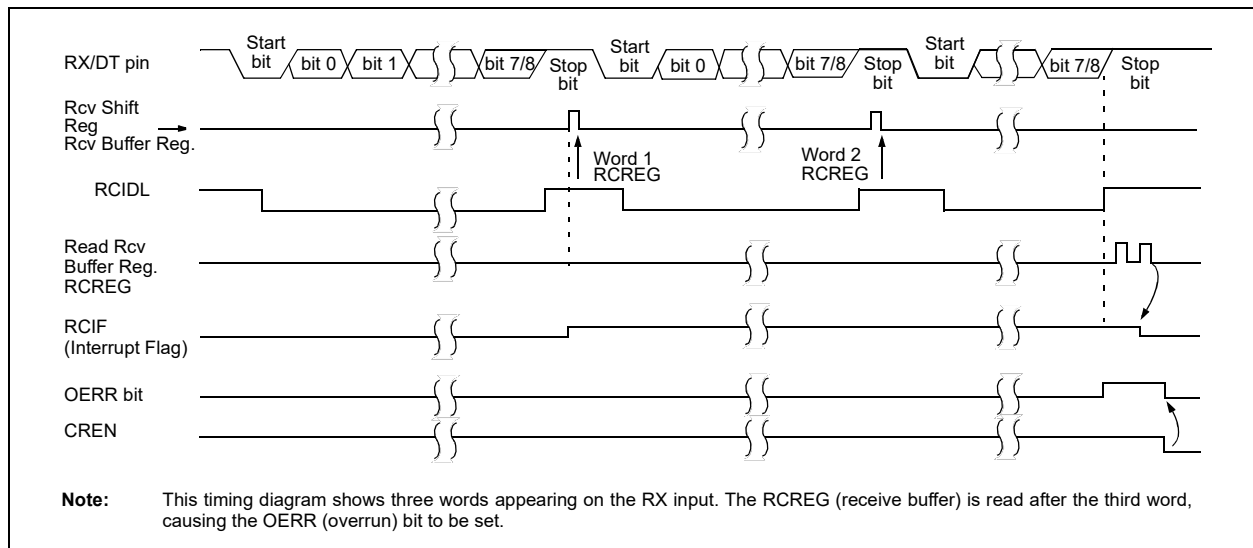 Start
bit
bit 0
bit 1
bit 7/8
Stop
bit
Start
bit
bit 0
bit 7/8
Stop
bit
Start
bit
bit 7/8
Stop
bit
RX/DT pin
Rcv Shift
Reg
Rcv Buffer Reg.
Word 1
RCREG
Word 2
RCREG
RCIDL
Read Rcv
Buffer Reg.
RCREG
RCIF
(Interrupt Flag)
OERR bit
CREN
Note: This timing diagram shows three words appearing on the RX input. The RCREG (receive buffer) is read after the third word,
causing the OERR (overrun) bit to be set.